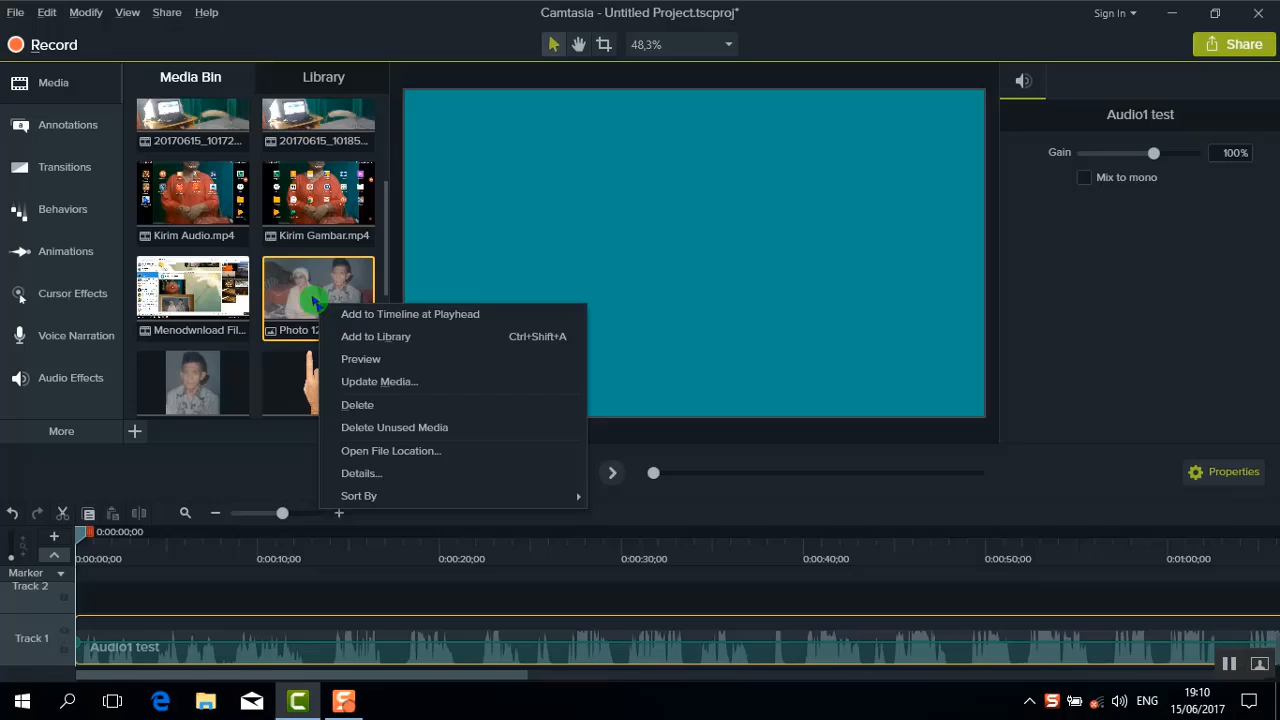 File Edit Modify View Share Help
Camtasia - Untitled Project.tscproj*
Sign In
Record
48,3%
Share
Media
Media Bin
Library
Annotations
20170615_10172...
20170615_10185...
Audio1 test
Transitions
Gain
100%
Mix to mono
Behaviors
Kirim Audio.mp4
Kirim Gambar.mp4
Animations
Cursor Effects
Voice Narration
Menodwnload Fil...
Photo 12
Add to Timeline at Playhead
Add to Library Ctrl+Shift+A
Preview
Update Media...
Delete
Delete Unused Media
Open File Location...
Details...
Sort By
Audio Effects
More
Properties
0:00:00;00
0:00:00;00 0:00:10;00 0:00:20;00 0:00:30;00 0:00:40;00 0:00:50;00 0:01:00;00
Marker
Track 2
Track 1
Audio1 test
ENG
19:10
15/06/2017